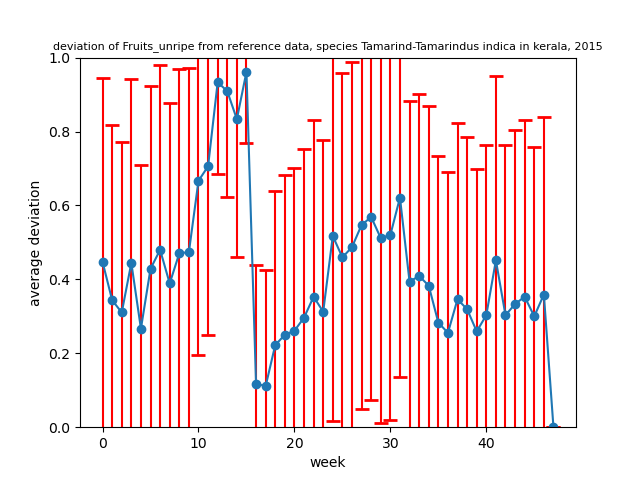 deviation of Fruits_unripe from reference data, species Tamarind-Tamarindus indica in kerala, 2015
1.0
0.8
0.6
0.4
0.2
0.0
average deviation
0 10 20 30 40
week